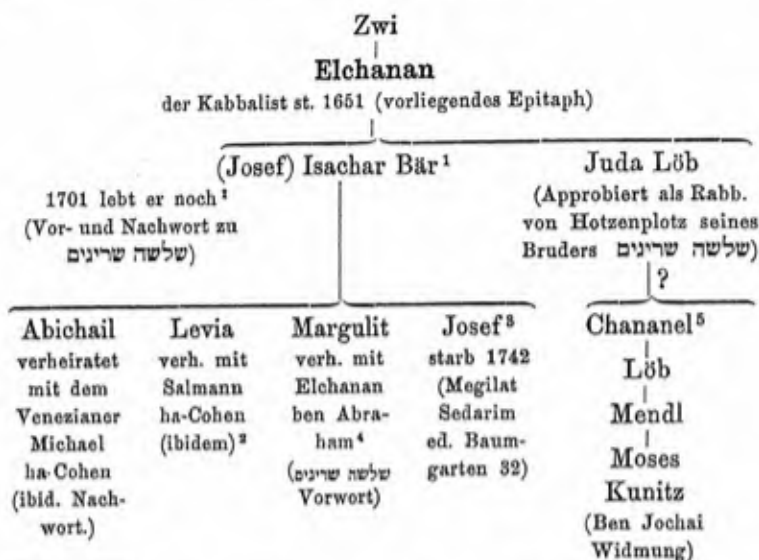 Zwi
Elchanan
der Kabbalist st. 1651 (vorliegendes Epitaph)
(Josef) Isachar Bär¹
1701 lebt er noch²
(Vor- und Nachwort zu
שלשה שריגים)
Juda Löb
(Approbiert als Rabb.
von Hotzenplotz seines
Bruders שלשה שריגים)
?
Abichail
verheiratet
mit dem
Venezianer
Michael
ha-Cohen
(ibid. Nach-
wort.)
Levia
verh. mit
Salmann
ha-Cohen
(ibidem)²
Margulit
verh. mit
Elchanan
ben Abra-
ham⁴
(שלשה שריגים
Vorwort)
Josef³
starb 1742
(Megilat
Sedarim
ed. Baum-
garten 32)
Chananel⁵
Löb
Mendl
Moses
Kunitz
(Ben Jochai
Widmung)